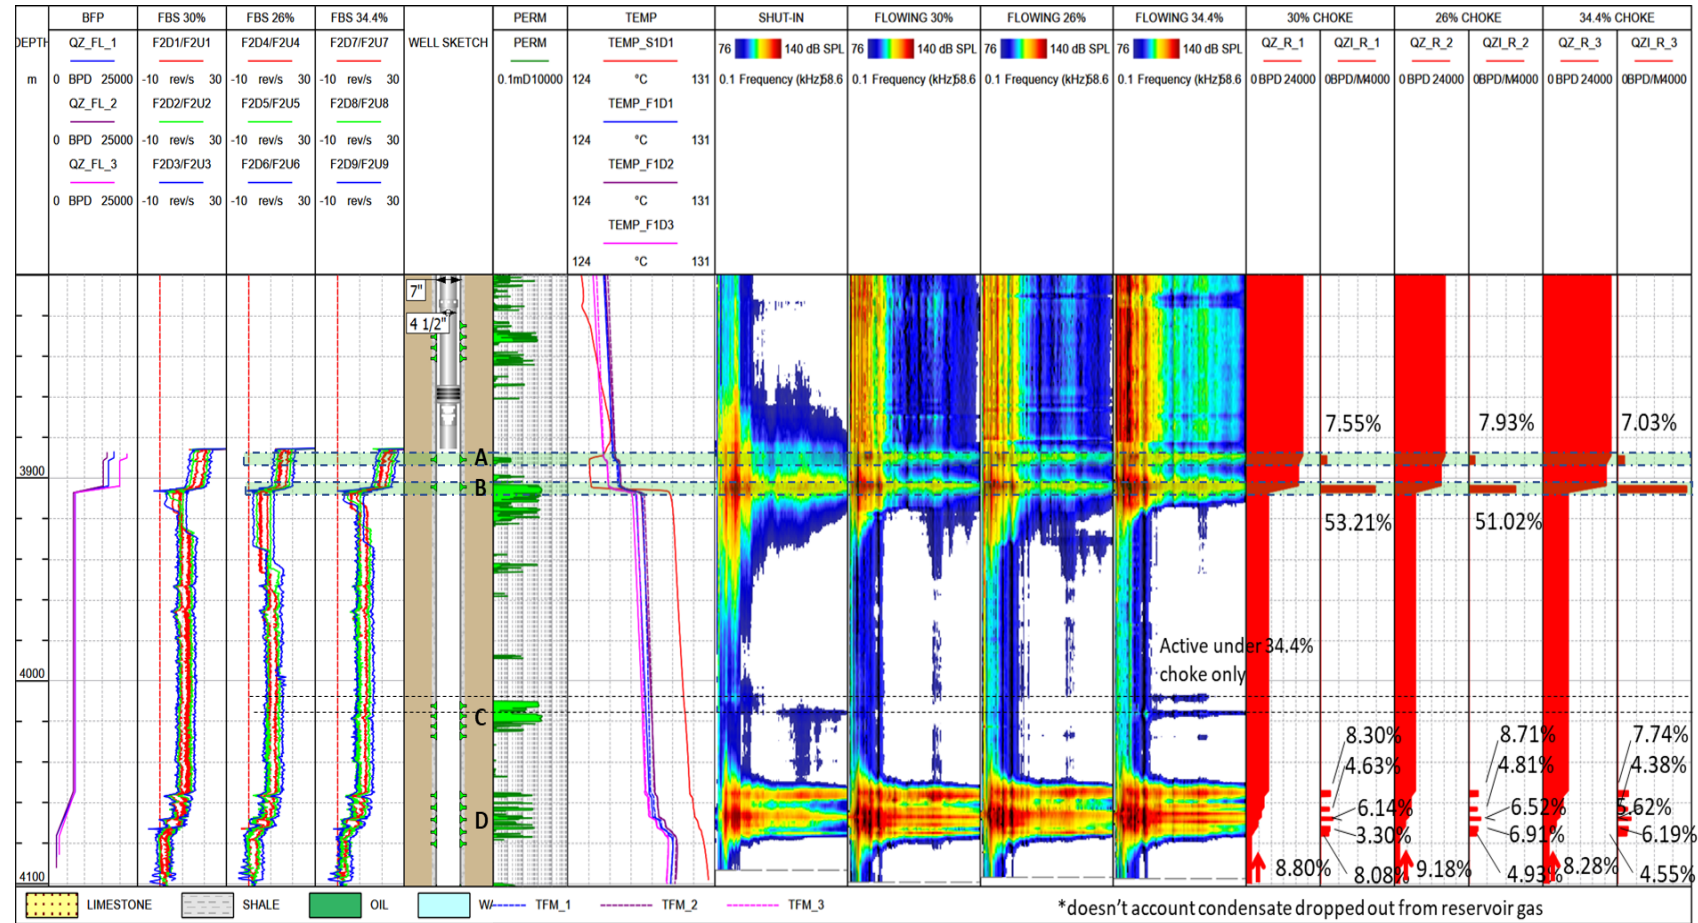 BFP FBS 30% FBS 26% FBS 34.4% PERM TEMP SHUT-IN FLOWING 30% FLOWING 26% FLOWING 34.4% 30% CHOKE 26% CHOKE 34.4% CHOKE
DEPTH QZ_FL_1 F2D1/F2U1 F2D4/F2U4 F2D7/F2U7 WELL SKETCH PERM TEMP_S1D1 76 140 dB SPL 76 140 dB SPL 76 140 dB SPL 76 140 dB SPL QZ_R_1 QZI_R_1 QZ_R_2 QZI_R_2 QZ_R_3 QZI_R_3
m 0 BPD 25000 -10 rev/s 30 -10 rev/s 30 -10 rev/s 30 0.1mD10000 124 °C 131 0.1 Frequency (kHz)58.6 0.1 Frequency (kHz)58.6 0.1 Frequency (kHz)58.6 0.1 Frequency (kHz)58.6 0 BPD 24000 0BPD/M4000 0 BPD 24000 0BPD/M4000 0 BPD 24000 0BPD/M4000
QZ_FL_2 F2D2/F2U2 F2D5/F2U5 F2D8/F2U8 TEMP_F1D1
0 BPD 25000 -10 rev/s 30 -10 rev/s 30 -10 rev/s 30 124 °C 131
QZ_FL_3 F2D3/F2U3 F2D6/F2U6 F2D9/F2U9 TEMP_F1D2
0 BPD 25000 -10 rev/s 30 -10 rev/s 30 -10 rev/s 30 124 °C 131
TEMP_F1D3
124 °C 131
7"
4 1/2"
7.55% 7.93% 7.03%
A
3900
B
53.21% 51.02%
Active under 34.4%
choke only
4000
C
8.30% 8.71% 7.74%
4.63% 4.81% 4.38%
6.14% 6.52% 5.62%
D
3.30% 6.91% 6.19%
8.80% 8.08% 9.18% 4.93% 8.28% 4.55%
4100
LIMESTONE SHALE OIL W/ TFM_1 TFM_2 TFM_3
*doesn't account condensate dropped out from reservoir gas